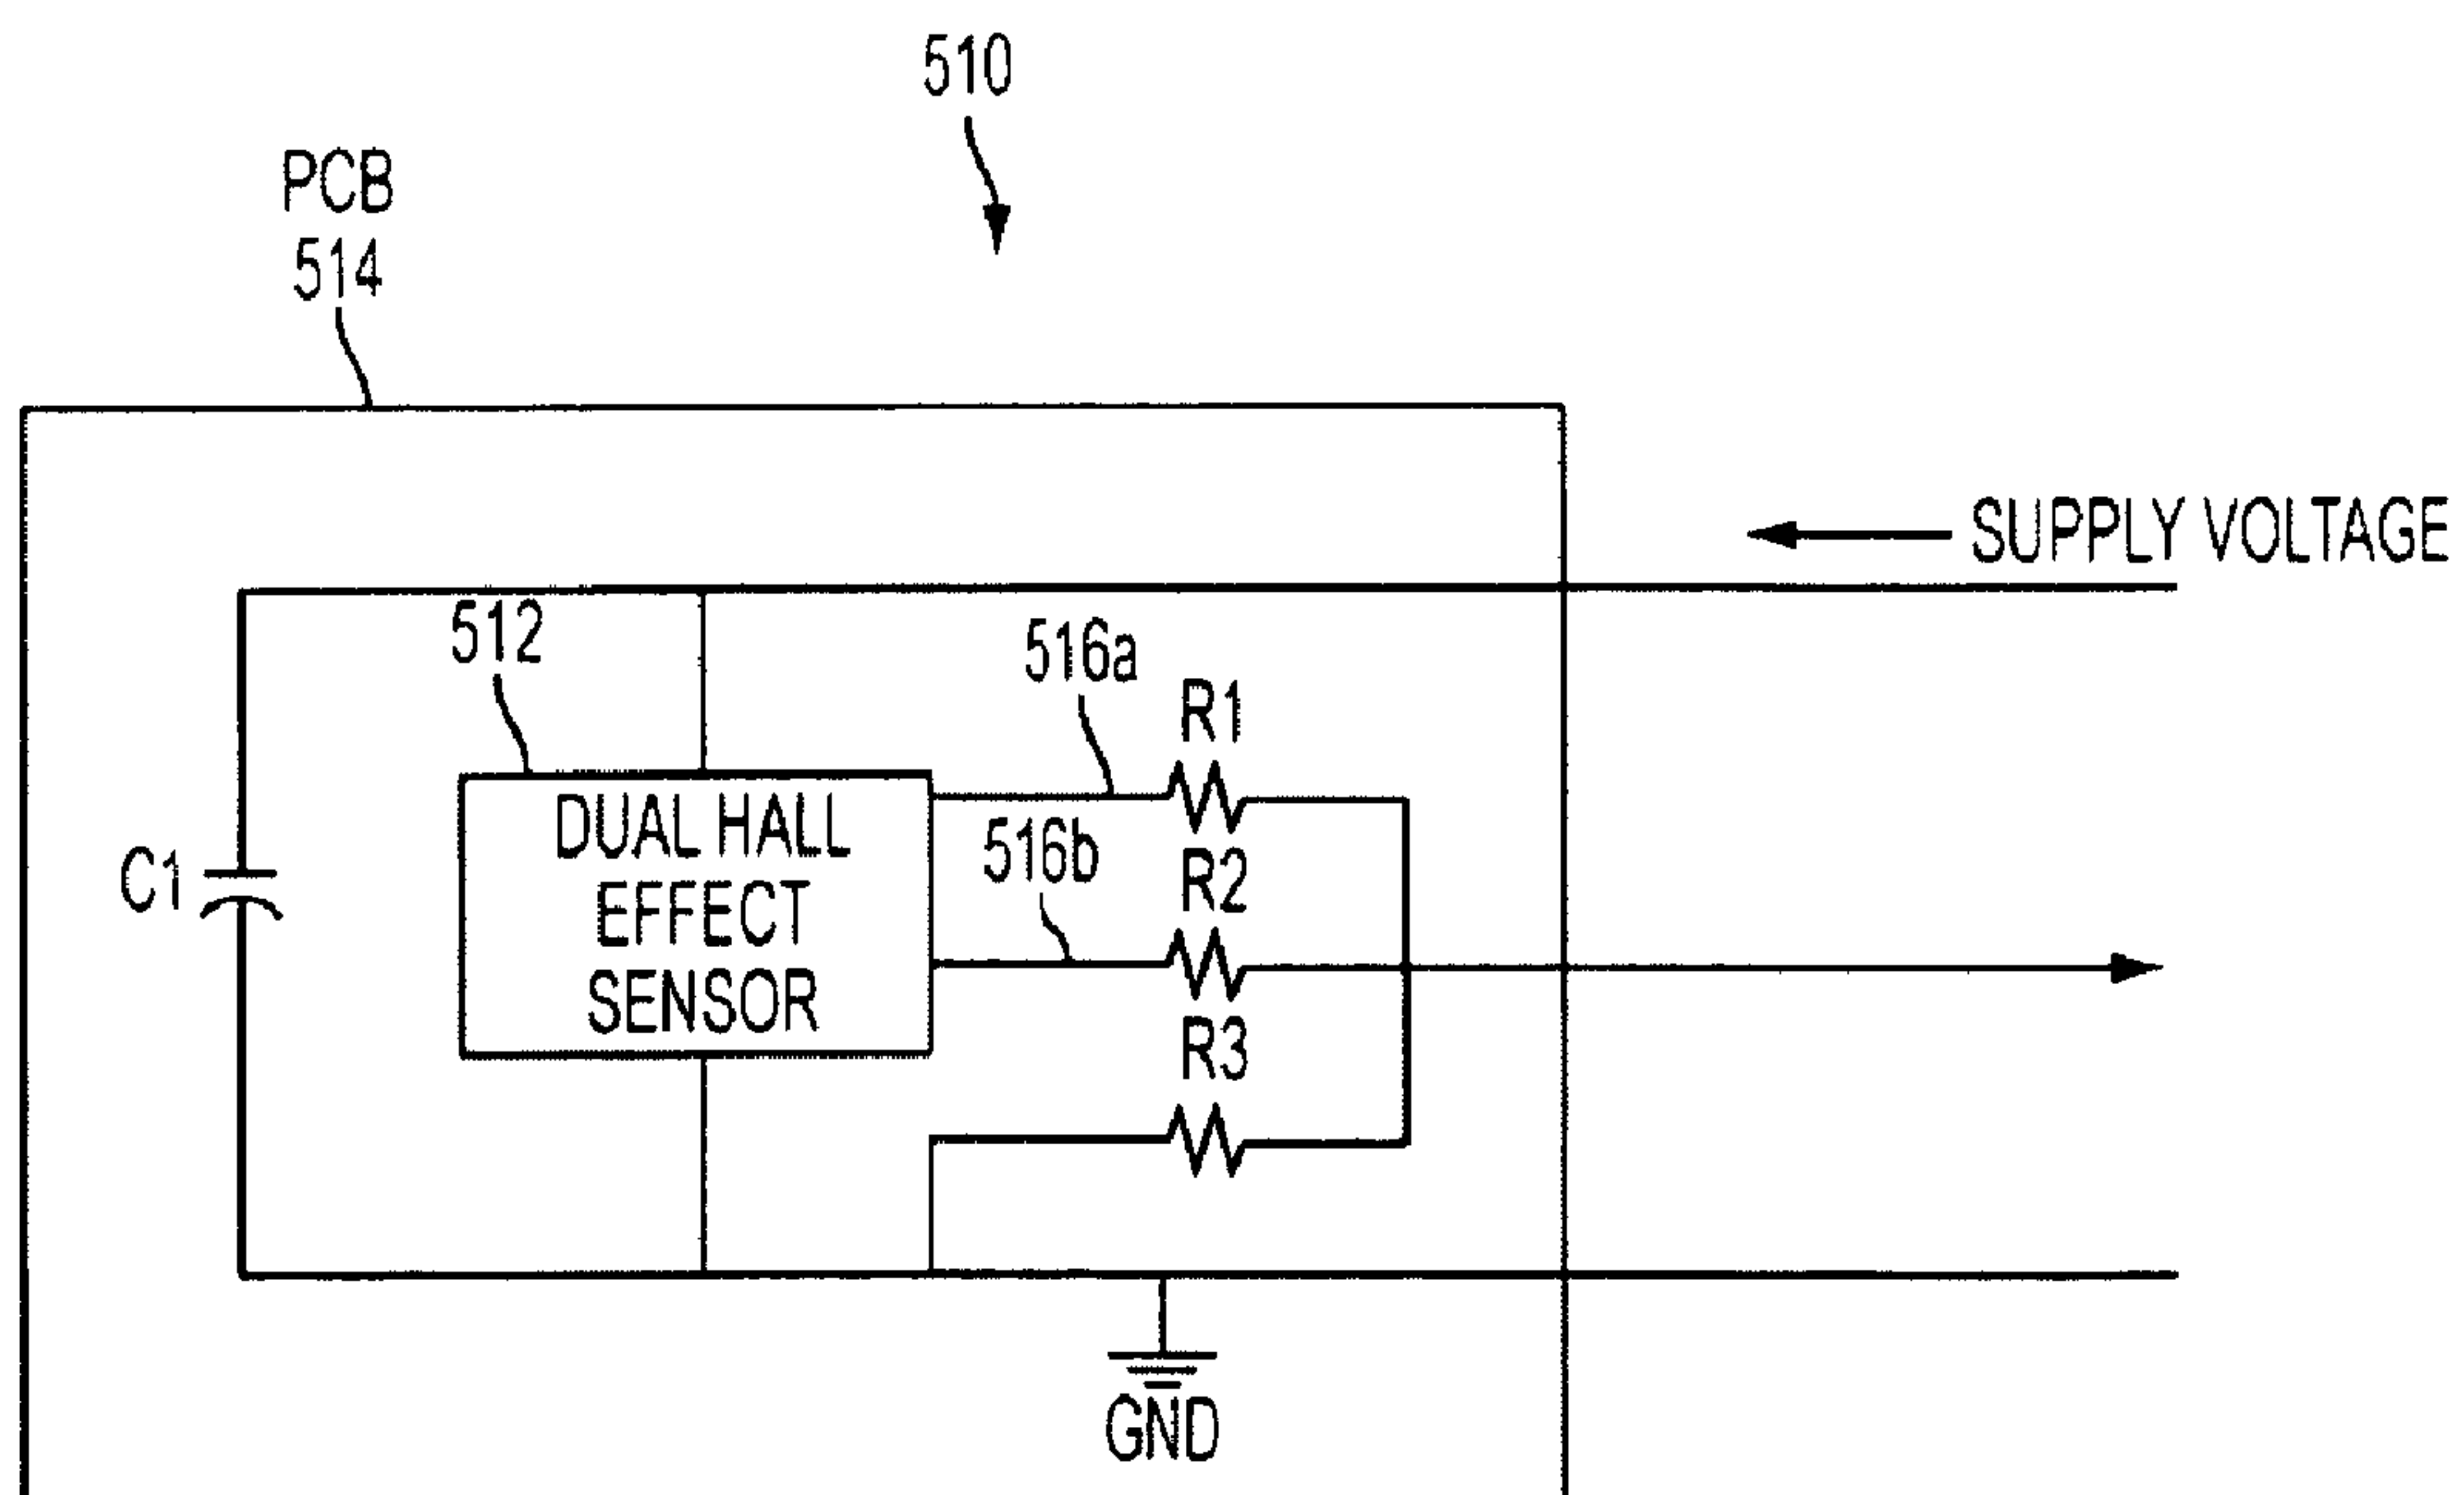 510
PCB
514
SUPPLY VOLTAGE
512
516a
R1
DUAL HALL
EFFECT
SENSOR
516b
R2
C1
R3
GND